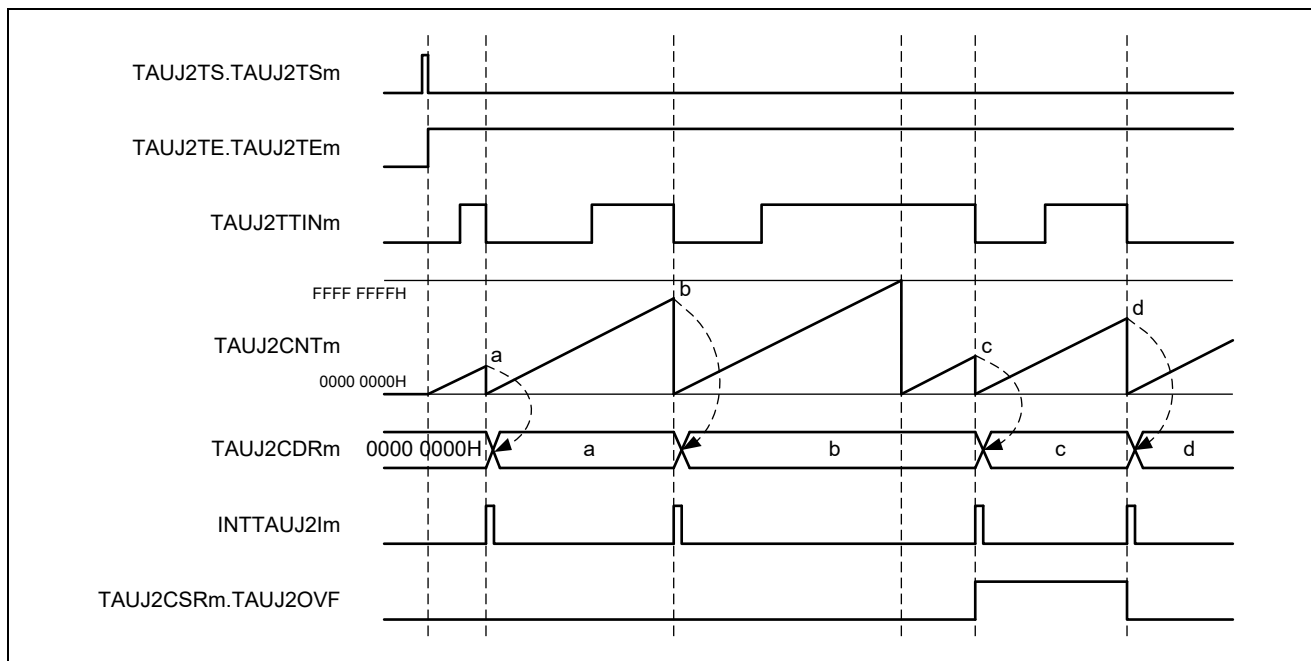 TAUJ2TS.TAUJ2TSm
TAUJ2TE.TAUJ2TEm
TAUJ2TTINm
FFFF FFFFH
b
d
TAUJ2CNTm
a
c
0000 0000H
TAUJ2CDRm
0000 0000H
a
b
c
d
INTTAUJ2Im
TAUJ2CSRm.TAUJ2OVF